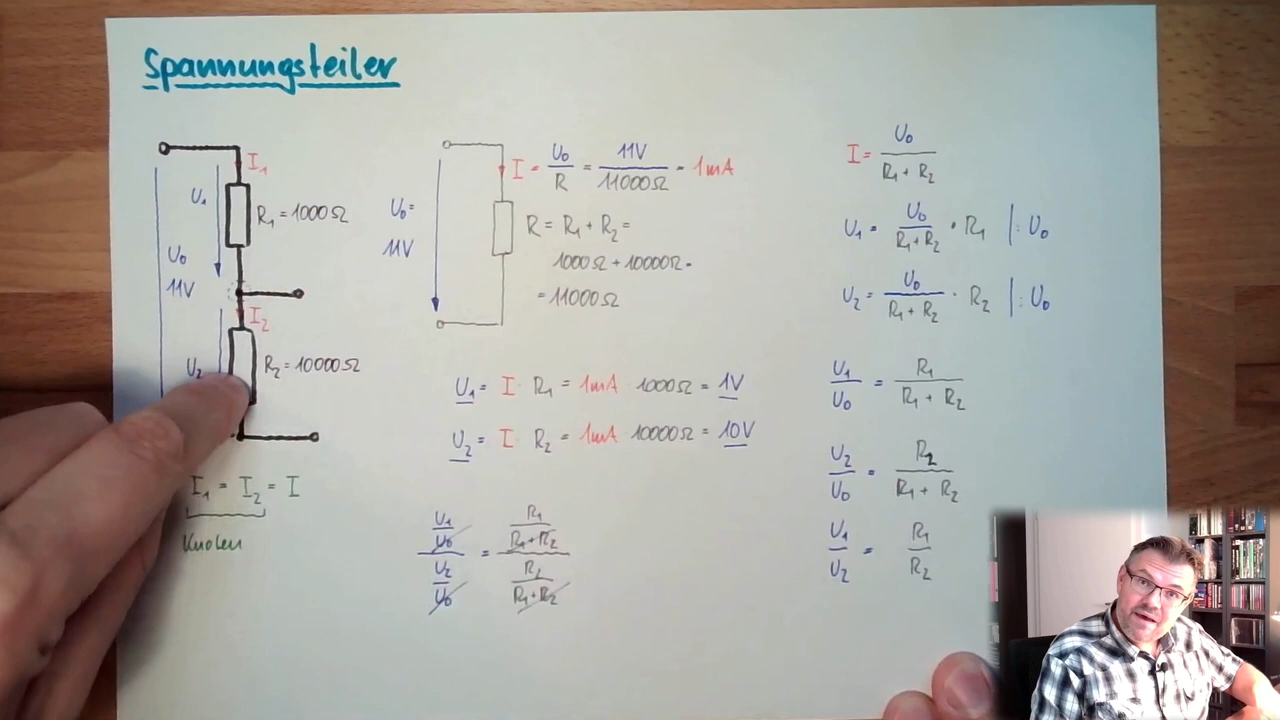 Spannungsteiler
I₁
U₁
R₁ = 1000Ω
U₀
11V
I₂
U₂
R₂ = 10000Ω
I₁ = I₂ = I
Knoten
U₀ =
11V
I = U₀/R = 11V/11000Ω = 1mA
R = R₁ + R₂ =
1000Ω + 10000Ω =
= 11000Ω
U₁ = I · R₁ = 1mA · 1000Ω = 1V
U₂ = I · R₂ = 1mA · 10000Ω = 10V
(U₁/U₀)/(U₂/U₀) = (R₁/(R₁+R₂))/(R₂/(R₁+R₂))
I = U₀/(R₁ + R₂)
U₁ = U₀/(R₁+R₂) · R₁ | : U₀
U₂ = U₀/(R₁+R₂) · R₂ | : U₀
U₁/U₀ = R₁/(R₁ + R₂)
U₂/U₀ = R₂/(R₁ + R₂)
U₁/U₂ = R₁/R₂